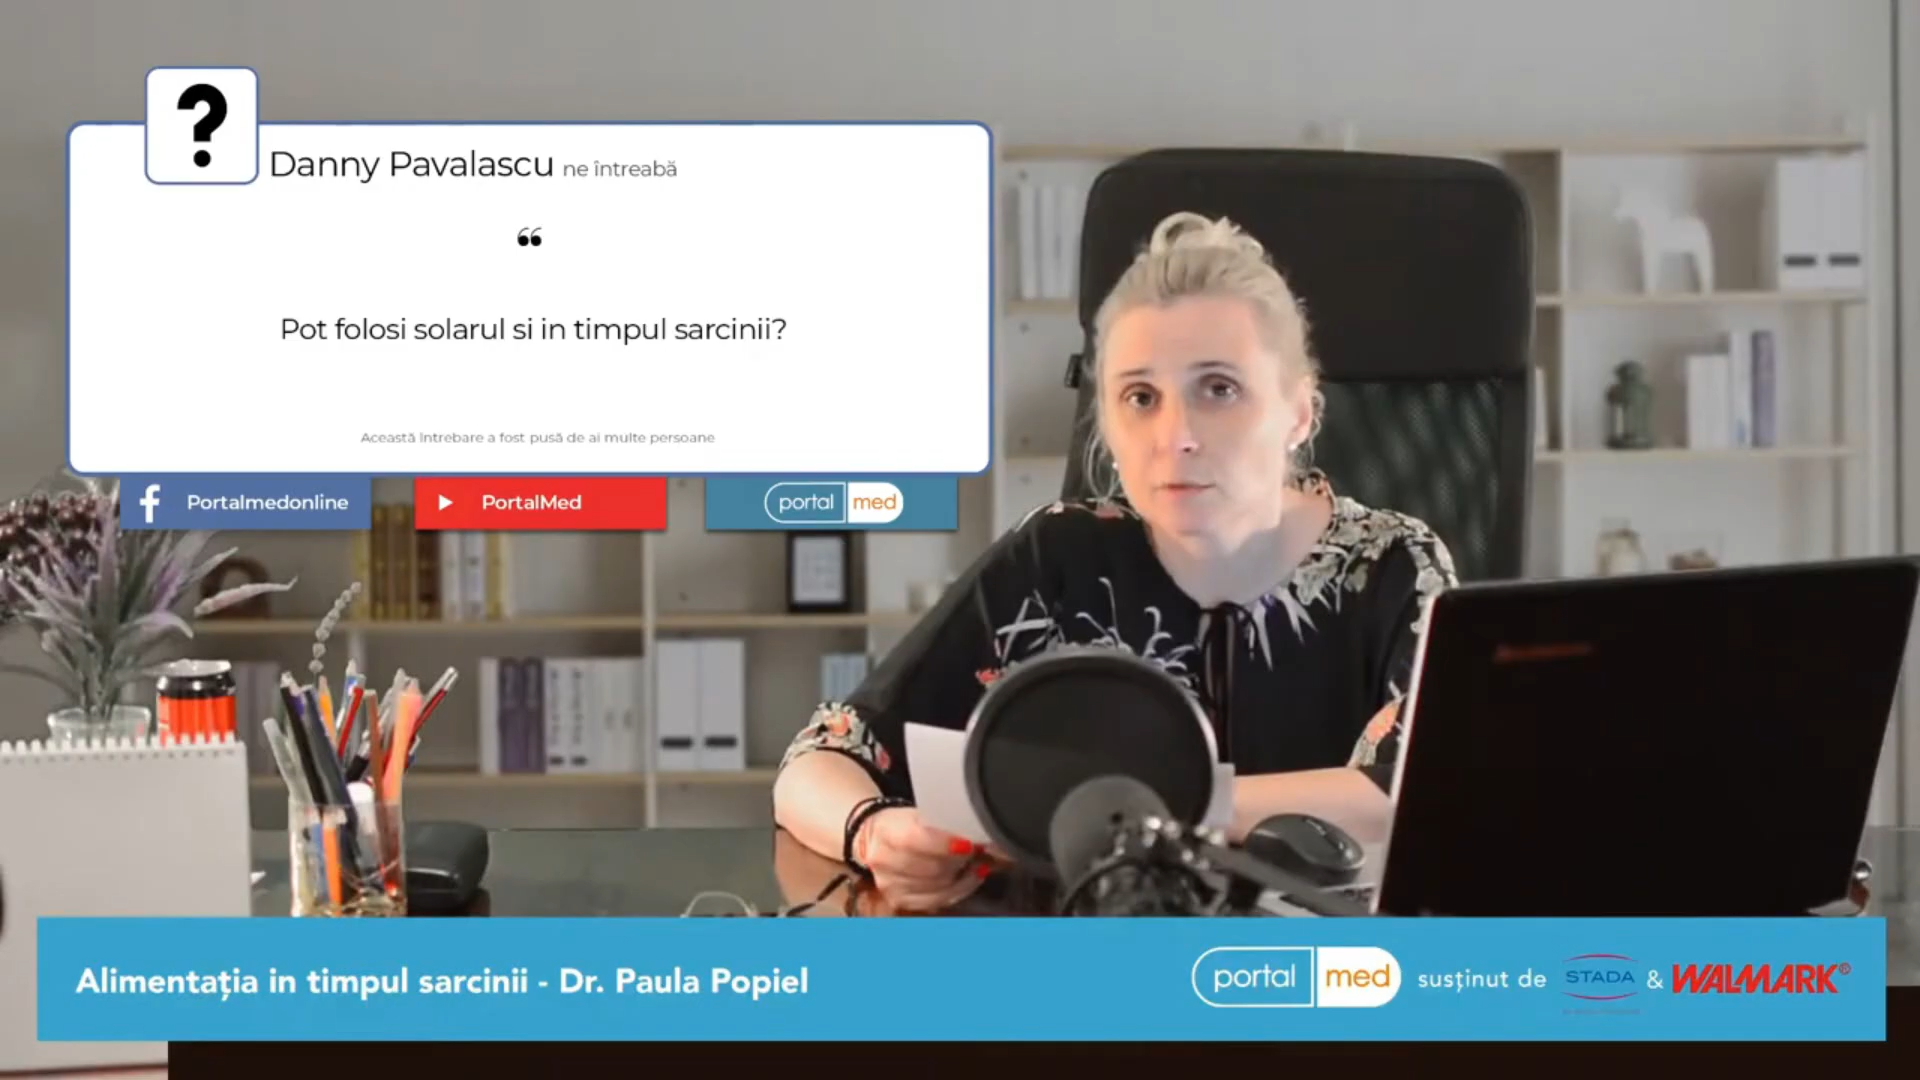 ?
Danny Pavalascu ne întreabă
“
Pot folosi solarul si in timpul sarcinii?
Această întrebare a fost pusă de ai multe persoane
Portalmedonline
PortalMed
portal med
Alimentația in timpul sarcinii - Dr. Paula Popiel
portal med susținut de STADA & WALMARK®